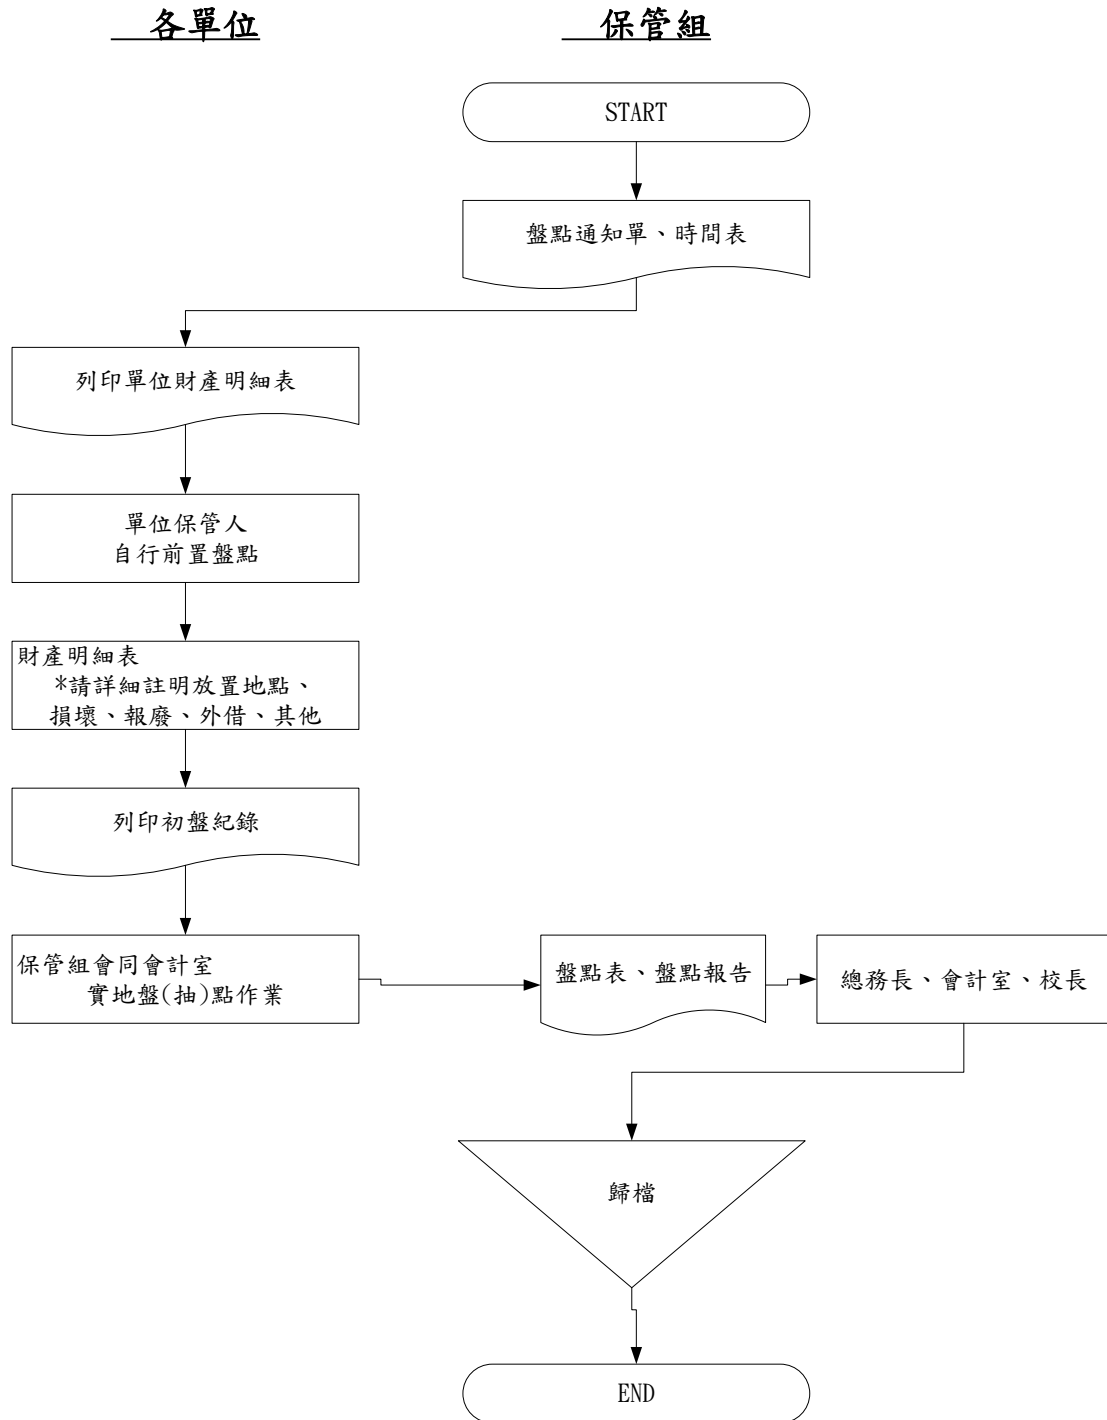 各單位
保管組
START
盤點通知單、時間表
列印單位財產明細表
單位保管人
自行前置盤點
財產明細表
*請詳細註明放置地點、
損壞、報廢、外借、其他
列印初盤紀錄
保管組會同會計室
實地盤(抽)點作業
盤點表、盤點報告
總務長、會計室、校長
歸檔
END